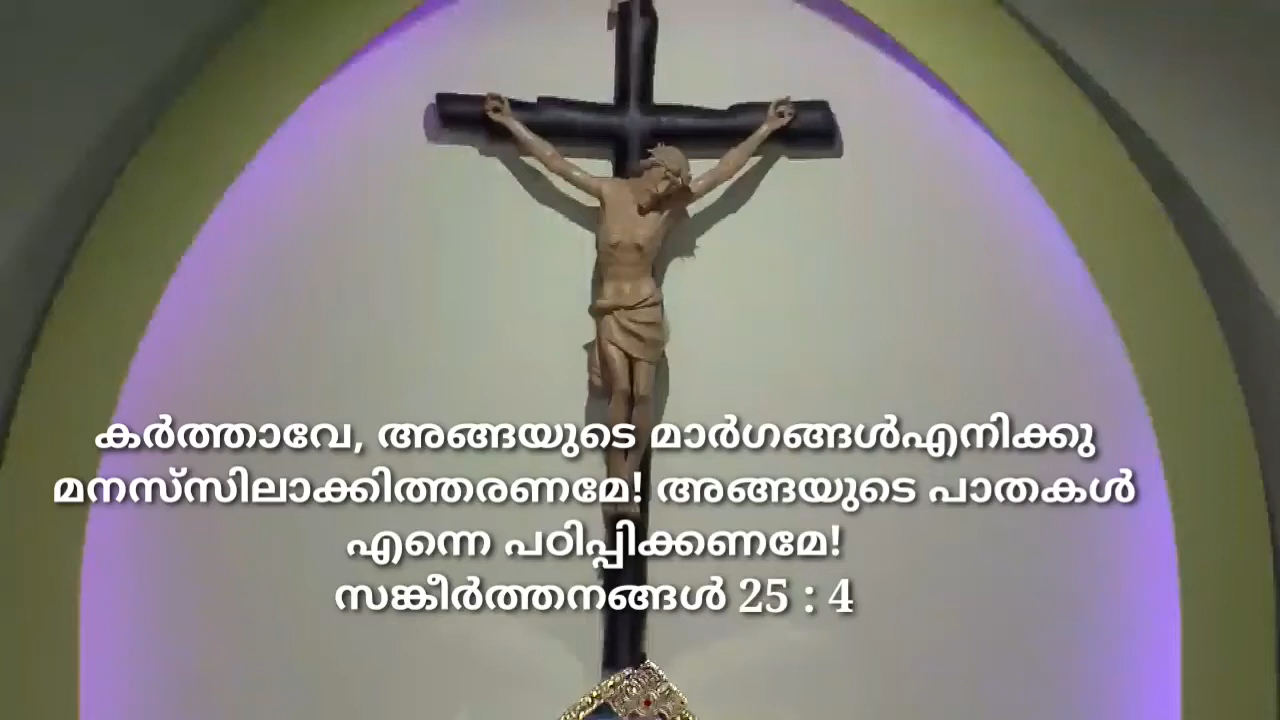 കർത്താവേ, അങ്ങയുടെ മാർഗങ്ങൾഎനിക്കു
മനസ്‌സിലാക്കിത്തരണമേ! അങ്ങയുടെ പാതകൾ
എന്നെ പഠിപ്പിക്കണമേ!
സങ്കീർത്തനങ്ങൾ 25 : 4